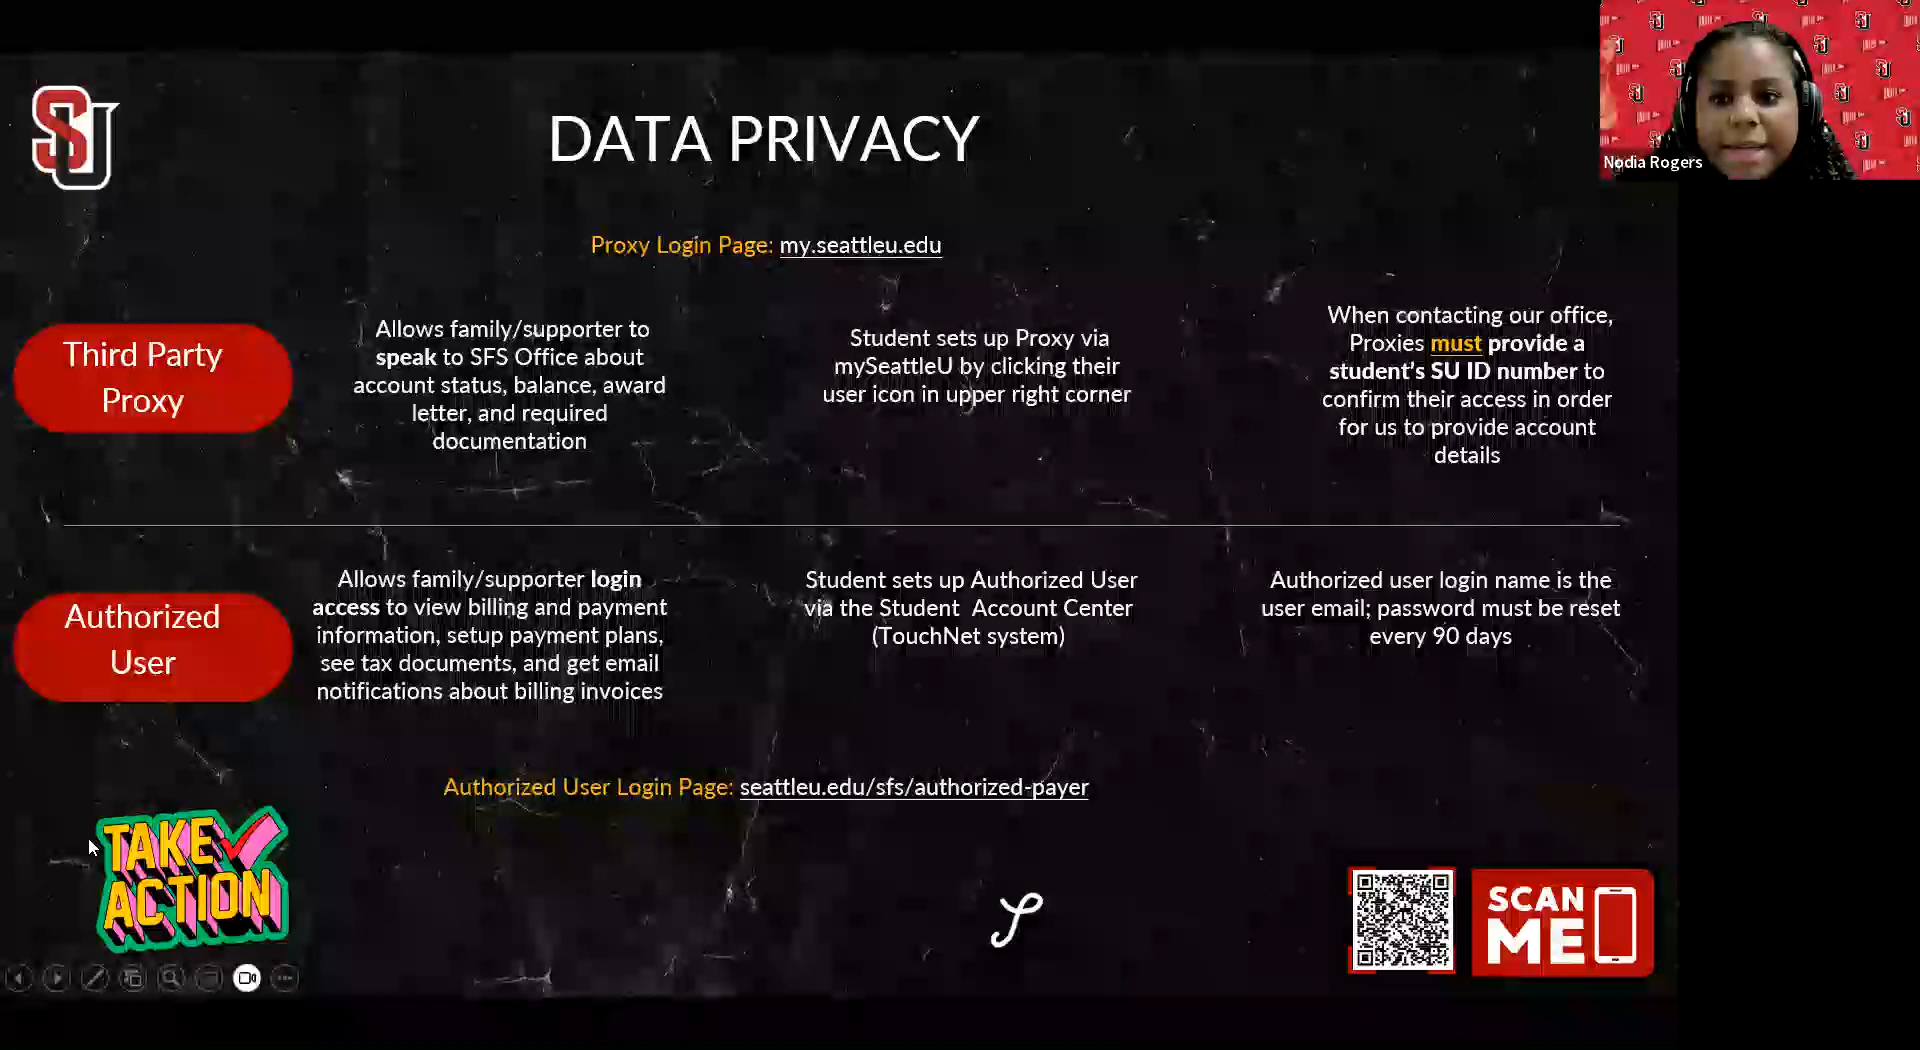 SU
DATA PRIVACY
Nodia Rogers
Proxy Login Page: my.seattleu.edu
Third Party
Proxy
Allows family/supporter to
speak to SFS Office about
account status, balance, award
letter, and required
documentation
Student sets up Proxy via
mySeattleU by clicking their
user icon in upper right corner
When contacting our office,
Proxies must provide a
student's SU ID number to
confirm their access in order
for us to provide account
details
Authorized
User
Allows family/supporter login
access to view billing and payment
information, setup payment plans,
see tax documents, and get email
notifications about billing invoices
Student sets up Authorized User
via the Student  Account Center
(TouchNet system)
Authorized user login name is the
user email; password must be reset
every 90 days
Authorized User Login Page: seattleu.edu/sfs/authorized-payer
TAKE
ACTION
SCAN
ME